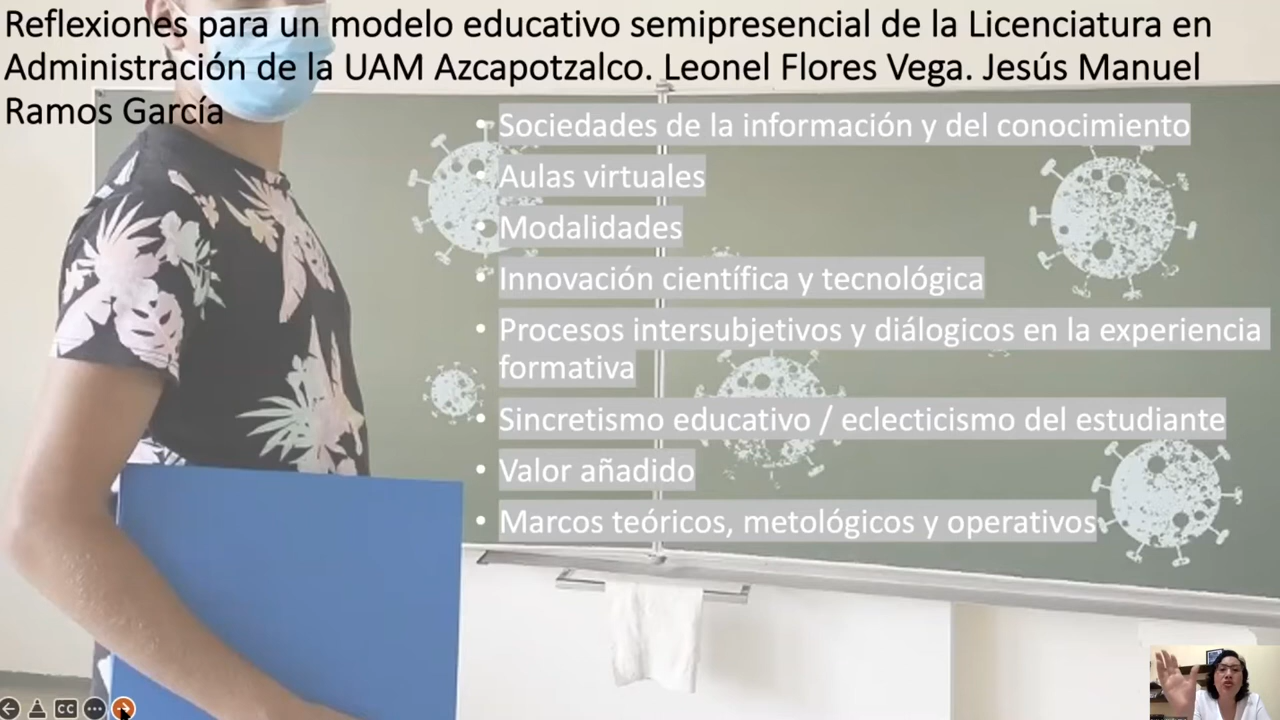 Reflexiones para un modelo educativo semipresencial de la Licenciatura en
Administración de la UAM Azcapotzalco. Leonel Flores Vega. Jesús Manuel
Ramos García
• Sociedades de la información y del conocimiento
• Aulas virtuales
• Modalidades
• Innovación científica y tecnológica
• Procesos intersubjetivos y diálogicos en la experiencia
formativa
• Sincretismo educativo / eclecticismo del estudiante
• Valor añadido
• Marcos teóricos, metológicos y operativos
CC